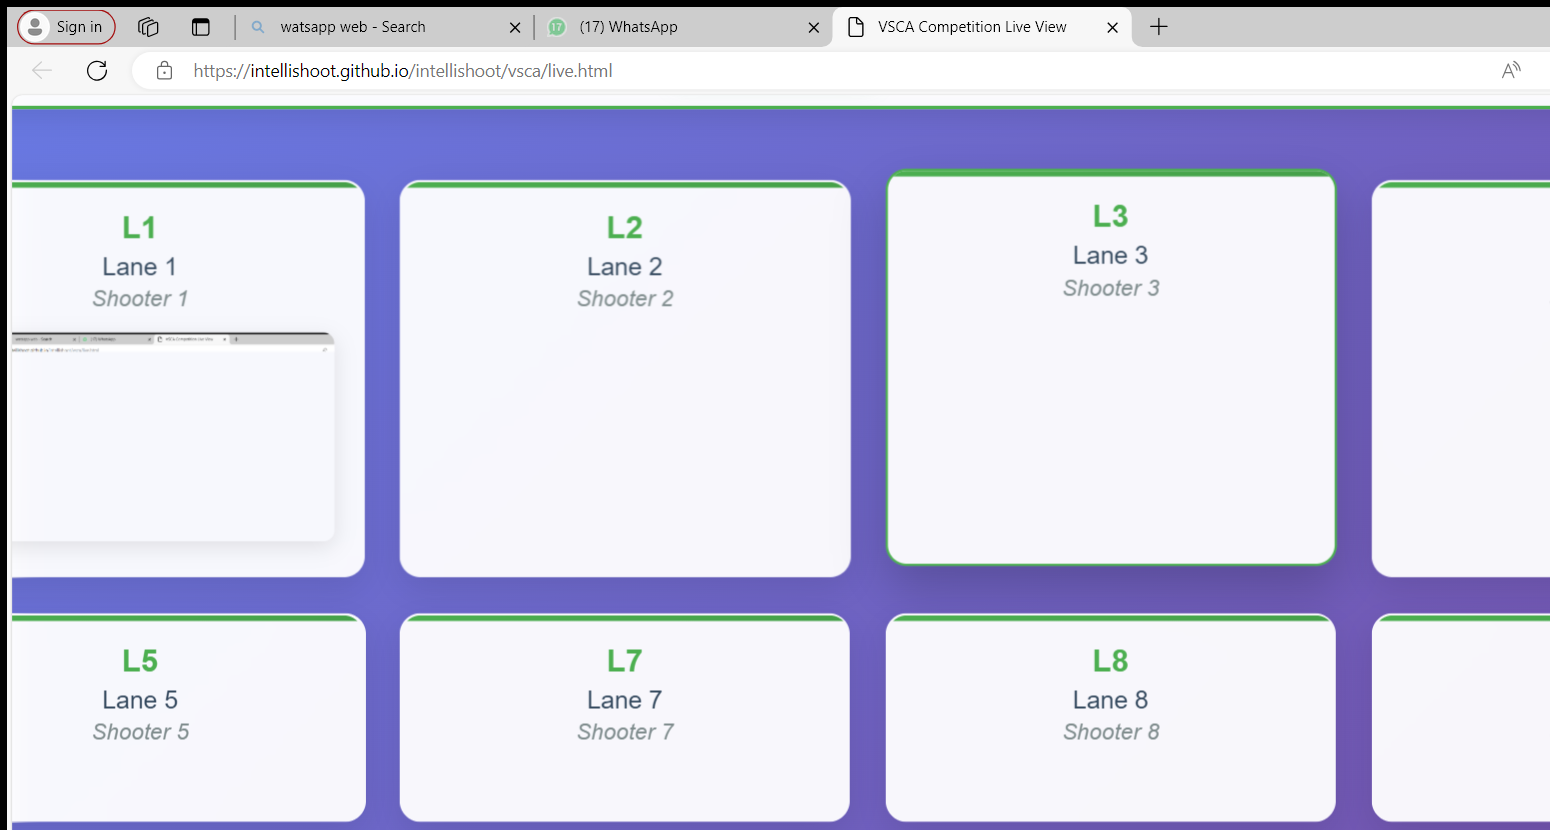 Sign in
watsapp web - Search
17
(17) WhatsApp
VSCA Competition Live View
https://intellishoot.github.io/intellishoot/vsca/live.html
L1
Lane 1
Shooter 1
L2
Lane 2
Shooter 2
L3
Lane 3
Shooter 3
L5
Lane 5
Shooter 5
L7
Lane 7
Shooter 7
L8
Lane 8
Shooter 8